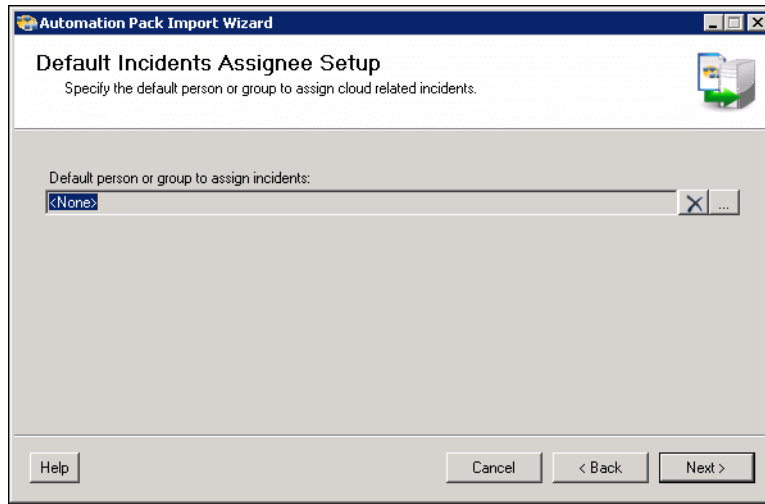 Automation Pack Import Wizard
Default Incidents Assignee Setup
Specify the default person or group to assign cloud related incidents.
Default person or group to assign incidents:
<None>
...
Help
Cancel
< Back
Next >